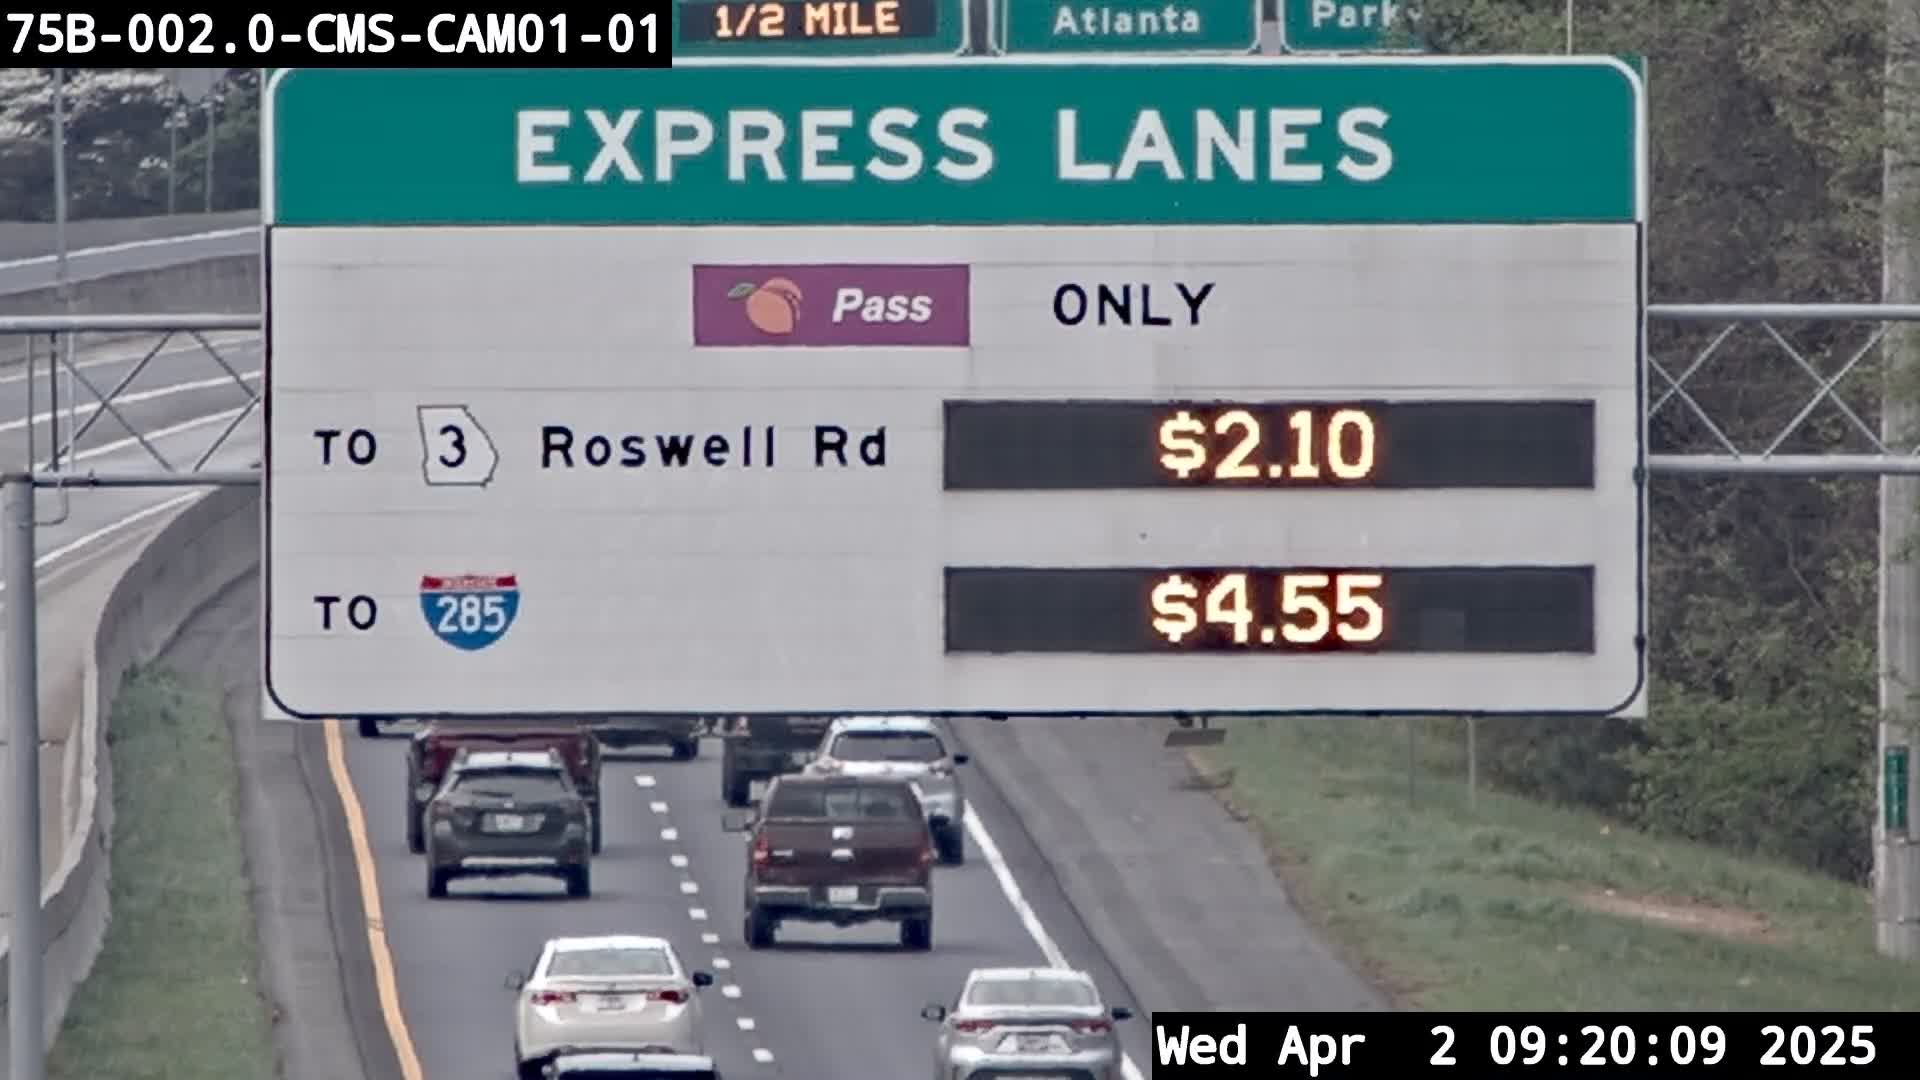 75B-002.0-CMS-CAM01-01
1/2 MILE
Atlanta
Park
EXPRESS LANES
Pass ONLY
TO 3 Roswell Rd $2.10
TO 285 $4.55
Wed Apr 2 09:20:09 2025